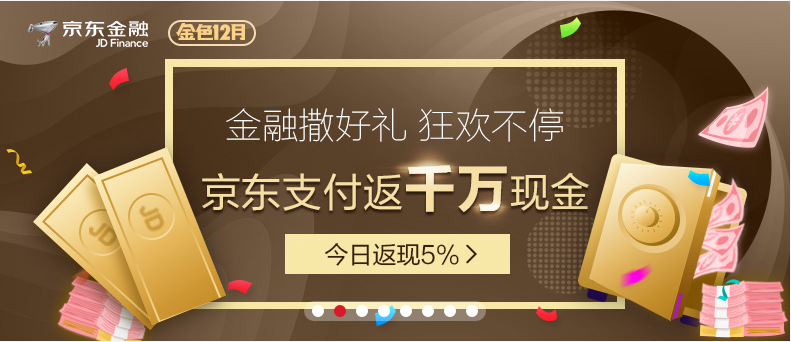 京东金融
JD Finance
金色12月
金融撒好礼 狂欢不停
京东支付返千万现金
今日返现5%
JD
JD